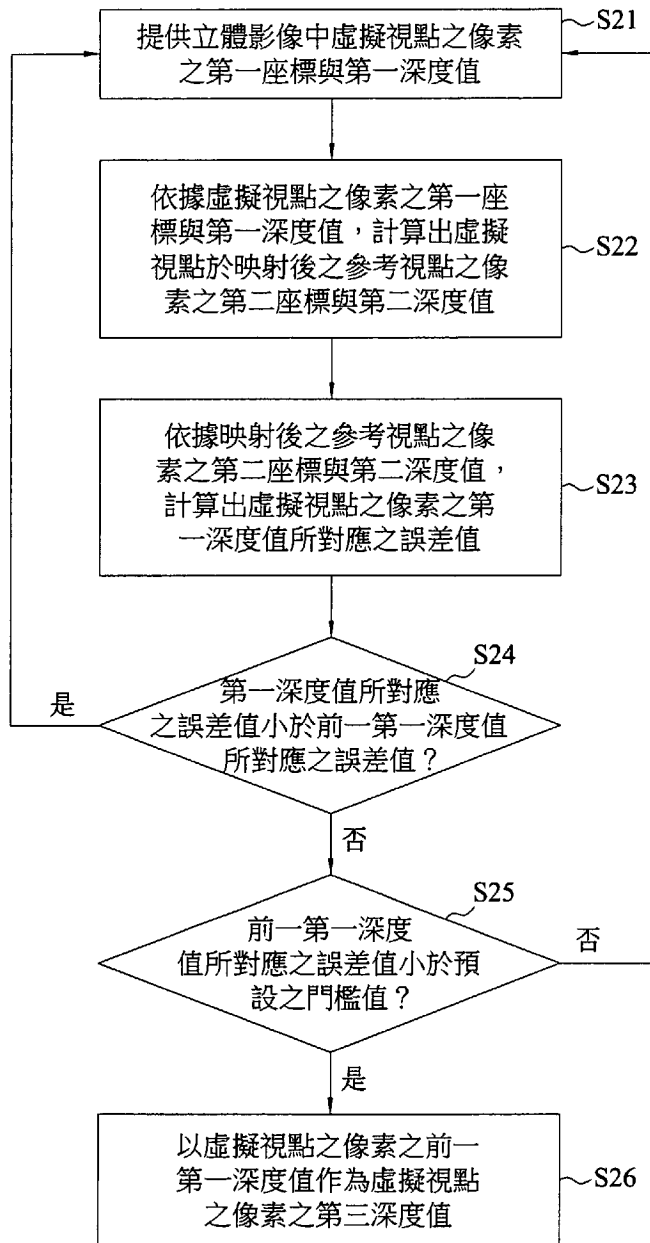 提供立體影像中虛擬視點之像素
之第一座標與第一深度值
S21
依據虛擬視點之像素之第一座
標與第一深度值，計算出虛擬
視點於映射後之參考視點之像
素之第二座標與第二深度值
S22
依據映射後之參考視點之像
素之第二座標與第二深度值，
計算出虛擬視點之像素之第
一深度值所對應之誤差值
S23
S24
第一深度值所對應
之誤差值小於前一第一深度值
所對應之誤差值？
是
否
S25
前一第一深度
值所對應之誤差值小於預
設之門檻值？
否
是
以虛擬視點之像素之前一
第一深度值作為虛擬視點
之像素之第三深度值
S26